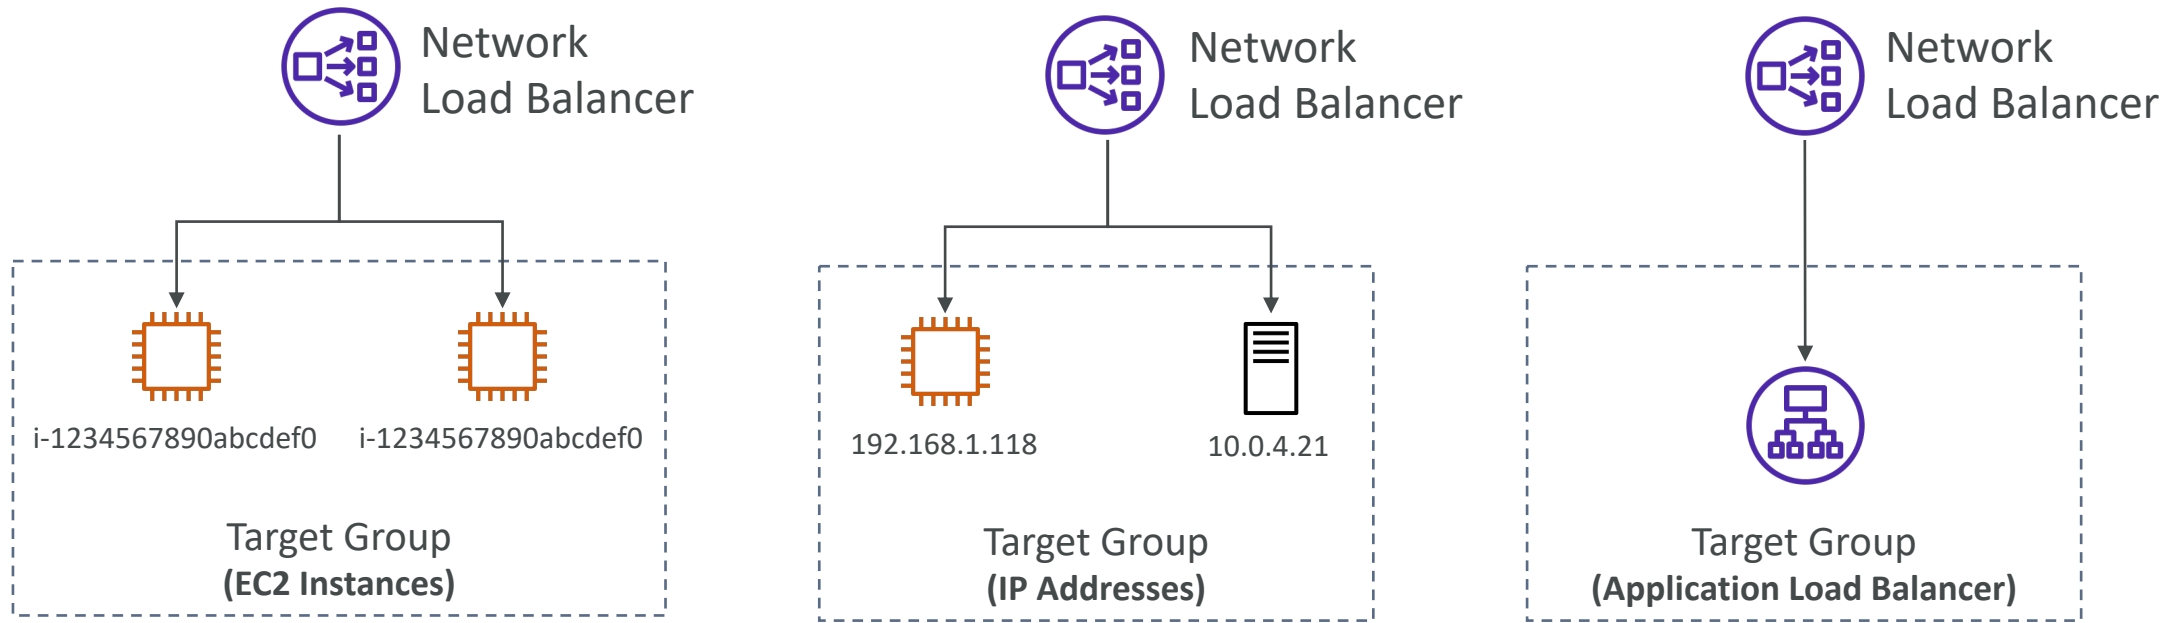 Network
Load Balancer
i-1234567890abcdef0
i-1234567890abcdef0
Target Group
(EC2 Instances)
Network
Load Balancer
192.168.1.118
10.0.4.21
Target Group
(IP Addresses)
Network
Load Balancer
Target Group
(Application Load Balancer)